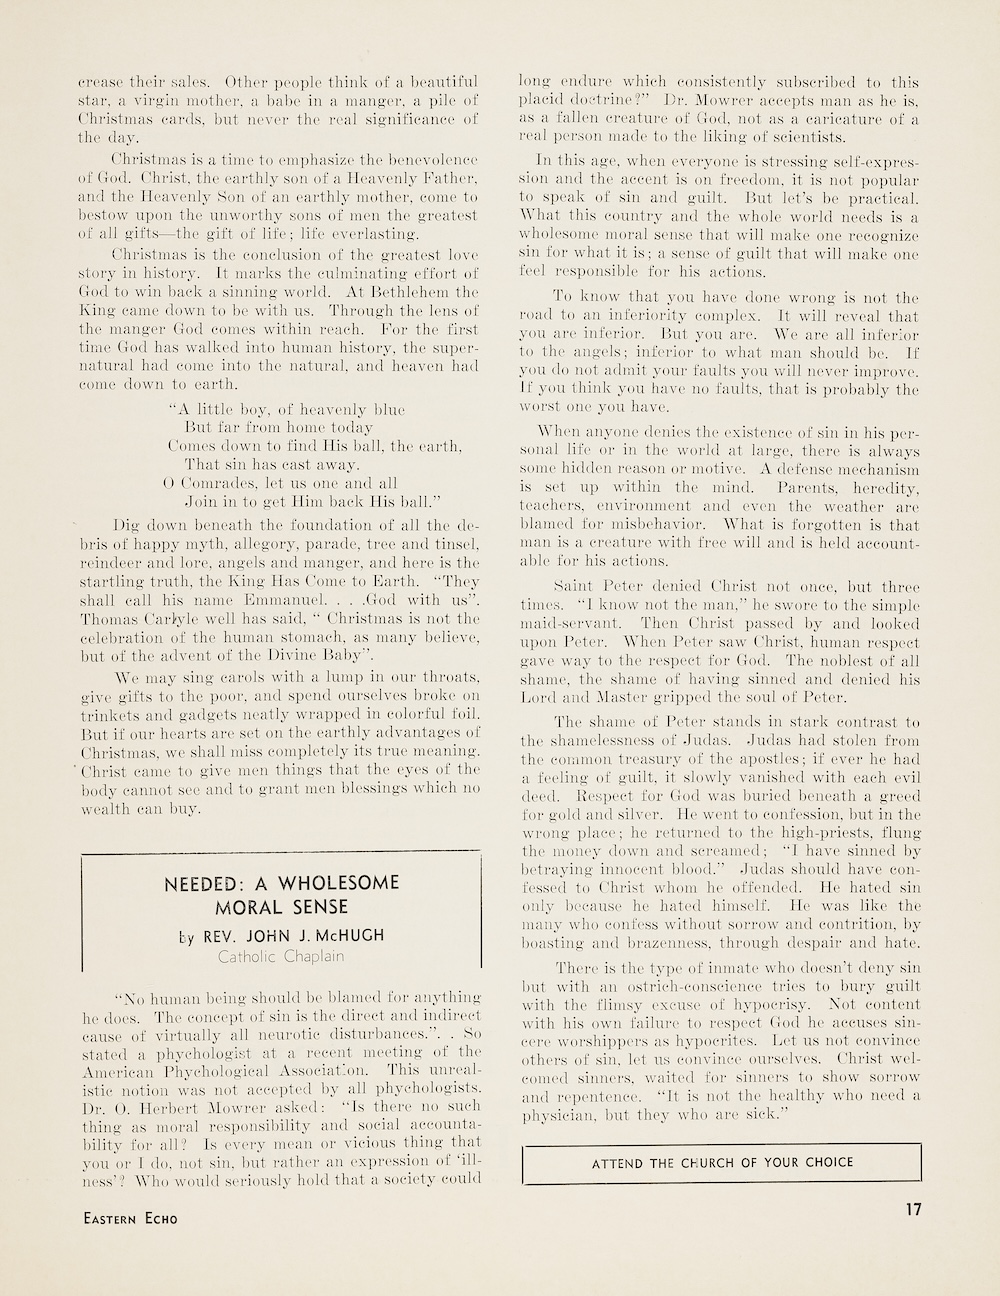 crease their sales. Other people think of a beautiful
star, a virgin mother, a babe in a manger, a pile of
Christmas cards, but never the real significance of
the day.
Christmas is a time to emphasize the benevolence
of God. Christ, the earthly son of a Heavenly Father,
and the Heavenly Son of an earthly mother, come to
bestow upon the unworthy sons of men the greatest
of all gifts—the gift of life; life everlasting.
Christmas is the conclusion of the greatest love
story in history. It marks the culminating effort of
God to win back a sinning world. At Bethlehem the
King came down to be with us. Through the lens of
the manger God comes within reach. For the first
time God has walked into human history, the super-
natural had come into the natural, and heaven had
come down to earth.
"A little boy, of heavenly blue
But far from home today
Comes down to find His ball, the earth,
That sin has cast away.
O Comrades, let us one and all
Join in to get Him back His ball."
Dig down beneath the foundation of all the de-
bris of happy myth, allegory, parade, tree and tinsel,
reindeer and lore, angels and manger, and here is the
startling truth, the King Has Come to Earth. "They
shall call his name Emmanuel. . . .God with us".
Thomas Carlyle well has said, " Christmas is not the
celebration of the human stomach, as many believe,
but of the advent of the Divine Baby".
We may sing carols with a lump in our throats,
give gifts to the poor, and spend ourselves broke on
trinkets and gadgets neatly wrapped in colorful foil.
But if our hearts are set on the earthly advantages of
Christmas, we shall miss completely its true meaning.
Christ came to give men things that the eyes of the
body cannot see and to grant men blessings which no
wealth can buy.
NEEDED: A WHOLESOME
MORAL SENSE
by REV. JOHN J. McHUGH
Catholic Chaplain
"No human being should be blamed for anything
he does. The concept of sin is the direct and indirect
cause of virtually all neurotic disturbances.". . So
stated a phychologist at a recent meeting of the
American Phychological Association. This unreal-
istic notion was not accepted by all phychologists.
Dr. O. Herbert Mowrer asked: "Is there no such
thing as moral responsibility and social accounta-
bility for all? Is every mean or vicious thing that
you or I do, not sin, but rather an expression of 'ill-
ness'? Who would seriously hold that a society could
long endure which consistently subscribed to this
placid doctrine?" Dr. Mowrer accepts man as he is,
as a fallen creature of God, not as a caricature of a
real person made to the liking of scientists.
In this age, when everyone is stressing self-expres-
sion and the accent is on freedom, it is not popular
to speak of sin and guilt. But let's be practical.
What this country and the whole world needs is a
wholesome moral sense that will make one recognize
sin for what it is; a sense of guilt that will make one
feel responsible for his actions.
To know that you have done wrong is not the
road to an inferiority complex. It will reveal that
you are inferior. But you are. We are all inferior
to the angels; inferior to what man should be. If
you do not admit your faults you will never improve.
If you think you have no faults, that is probably the
worst one you have.
When anyone denies the existence of sin in his per-
sonal life or in the world at large, there is always
some hidden reason or motive. A defense mechanism
is set up within the mind. Parents, heredity,
teachers, environment and even the weather are
blamed for misbehavior. What is forgotten is that
man is a creature with free will and is held account-
able for his actions.
Saint Peter denied Christ not once, but three
times. "I know not the man," he swore to the simple
maid-servant. Then Christ passed by and looked
upon Peter. When Peter saw Christ, human respect
gave way to the respect for God. The noblest of all
shame, the shame of having sinned and denied his
Lord and Master gripped the soul of Peter.
The shame of Peter stands in stark contrast to
the shamelessness of Judas. Judas had stolen from
the common treasury of the apostles; if ever he had
a feeling of guilt, it slowly vanished with each evil
deed. Respect for God was buried beneath a greed
for gold and silver. He went to confession, but in the
wrong place; he returned to the high-priests, flung
the money down and screamed; "I have sinned by
betraying innocent blood." Judas should have con-
fessed to Christ whom he offended. He hated sin
only because he hated himself. He was like the
many who confess without sorrow and contrition, by
boasting and brazenness, through despair and hate.
There is the type of inmate who doesn't deny sin
but with an ostrich-conscience tries to bury guilt
with the flimsy excuse of hypocrisy. Not content
with his own failure to respect God he accuses sin-
cere worshippers as hypocrites. Let us not convince
others of sin, let us convince ourselves. Christ wel-
comed sinners, waited for sinners to show sorrow
and repentence. "It is not the healthy who need a
physician, but they who are sick."
ATTEND THE CHURCH OF YOUR CHOICE
EASTERN ECHO
17